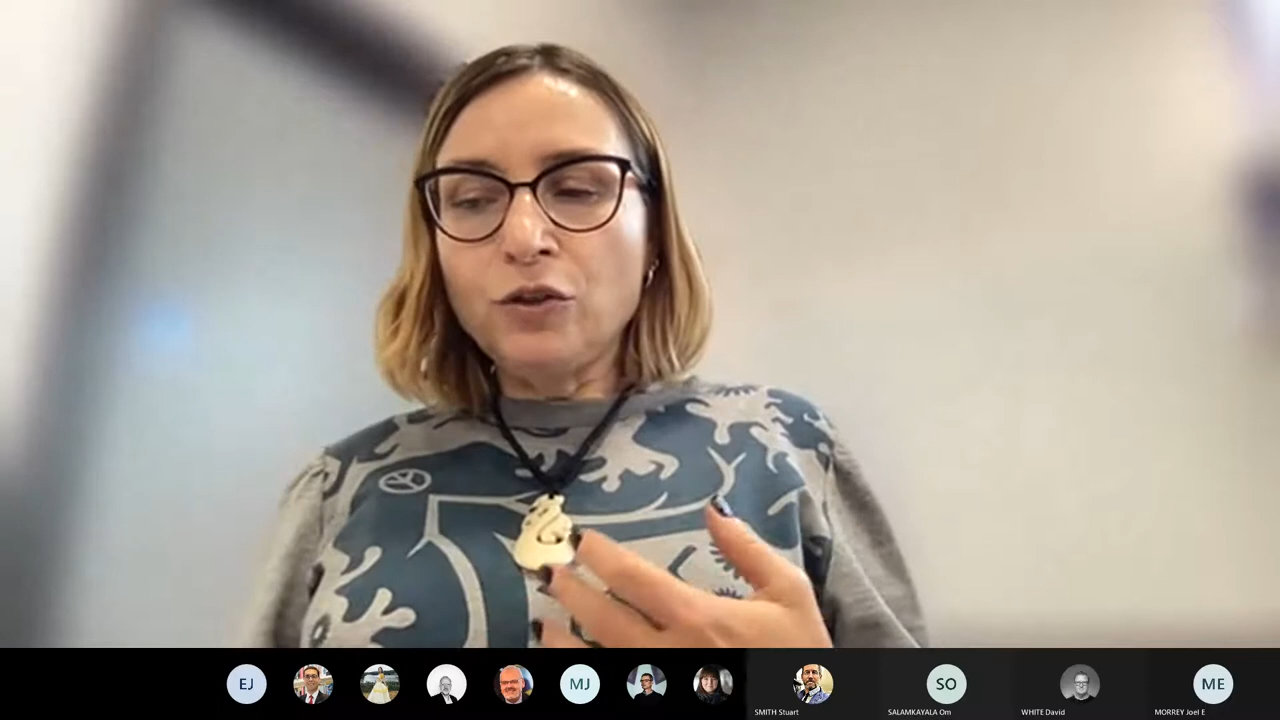 EJ
MJ
SO
ME
SMITH Stuart
SALAMKAYALA Om
WHITE David
MORREY Joel E